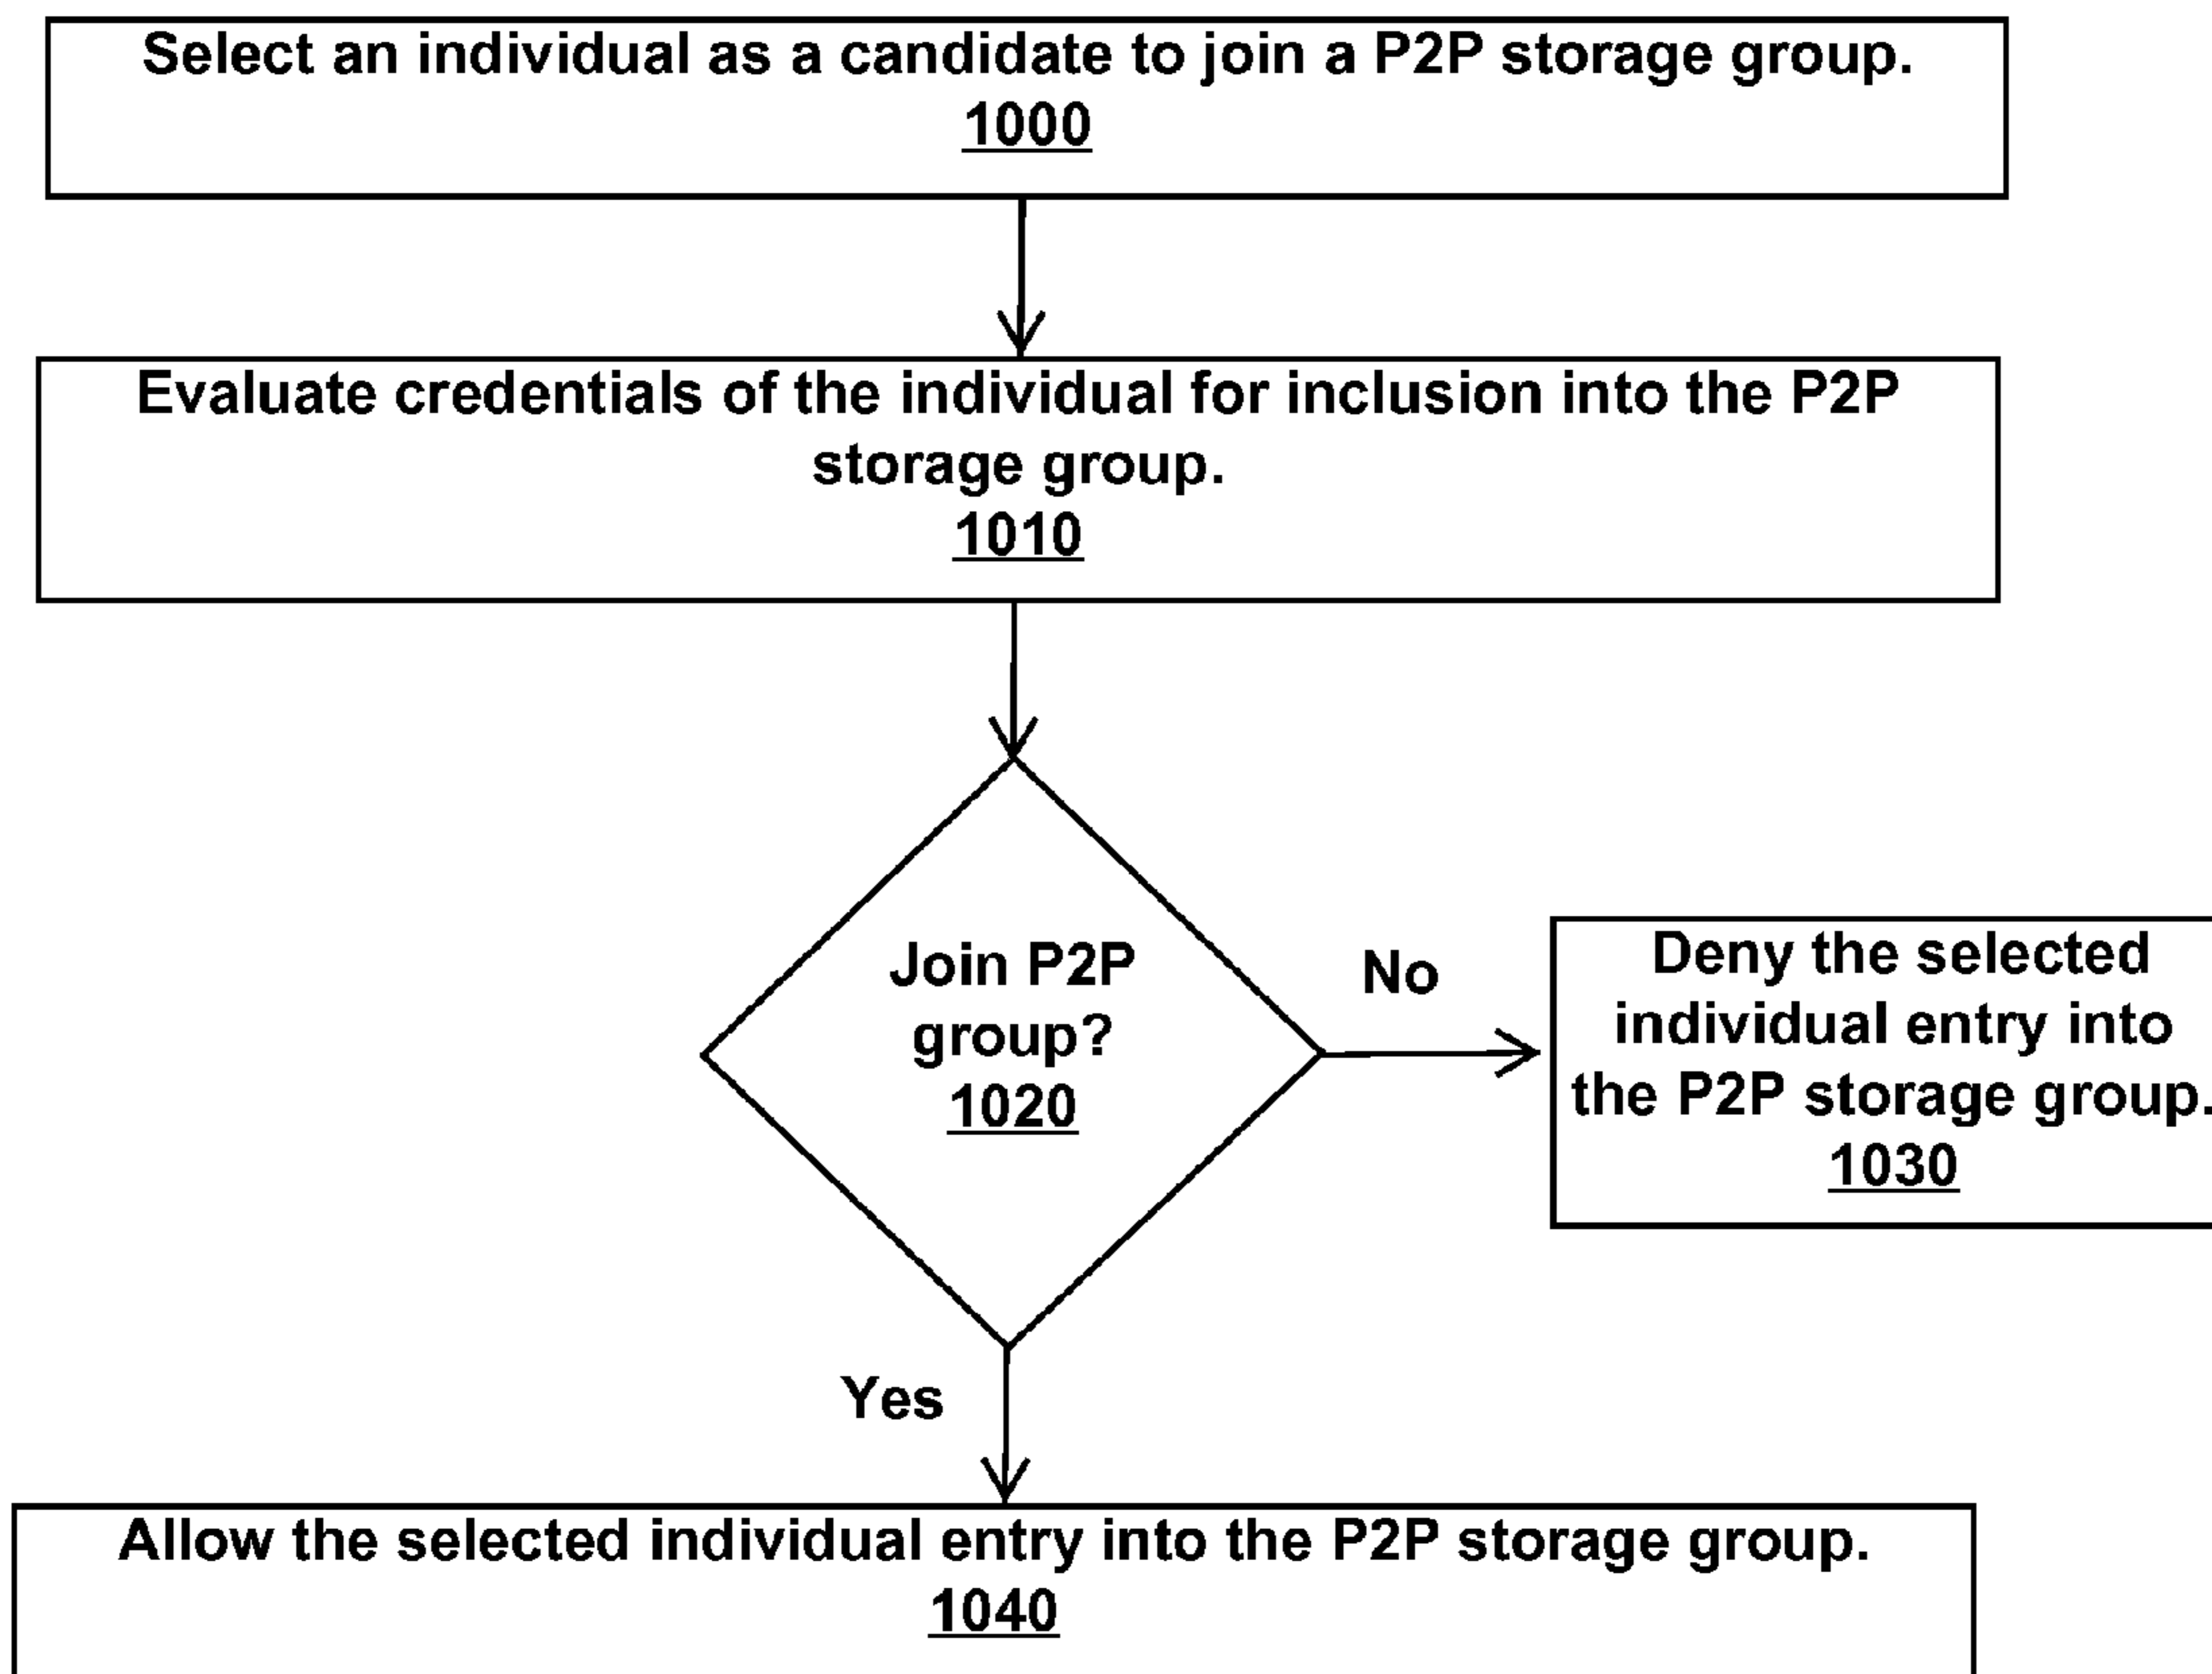 Select an individual as a candidate to join a P2P storage group.
1000
Evaluate credentials of the individual for inclusion into the P2P
storage group.
1010
Join P2P
group?
1020
No
Deny the selected
individual entry into
the P2P storage group.
1030
Yes
Allow the selected individual entry into the P2P storage group.
1040